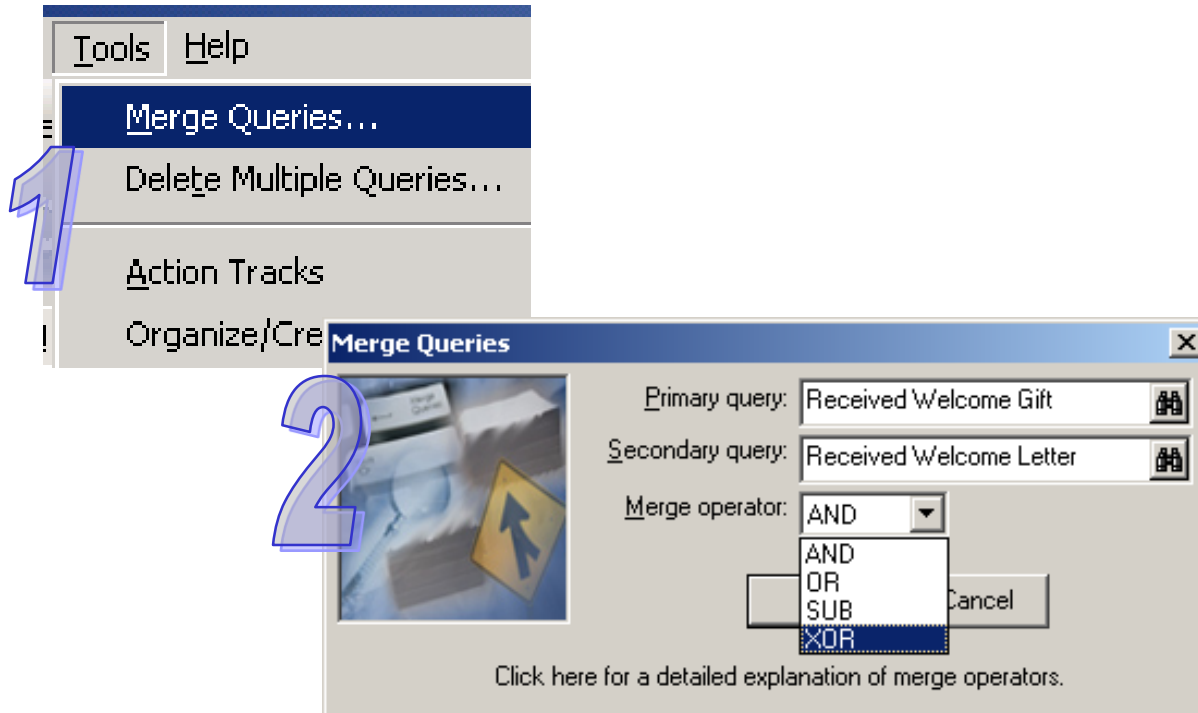 Tools Help
Merge Queries...
Delete Multiple Queries...
Action Tracks
Organize/Cre
1
Merge Queries
2
Primary query: Received Welcome Gift
Secondary query: Received Welcome Letter
Merge operator: AND
AND
OR
SUB
XOR
Cancel
Click here for a detailed explanation of merge operators.